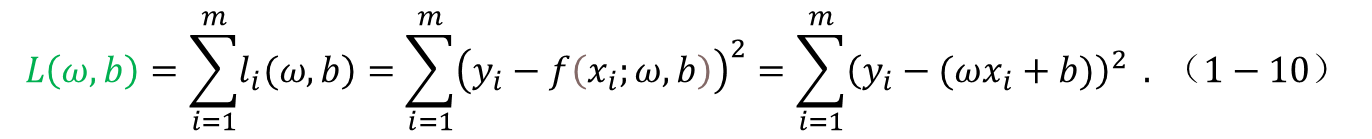 L(ω, b) = ∑_{i=1}^{m} l_i(ω, b) = ∑_{i=1}^{m} (y_i − f(x_i; ω, b))^2 = ∑_{i=1}^{m} (y_i − (ωx_i + b))^2 . （1 − 10）